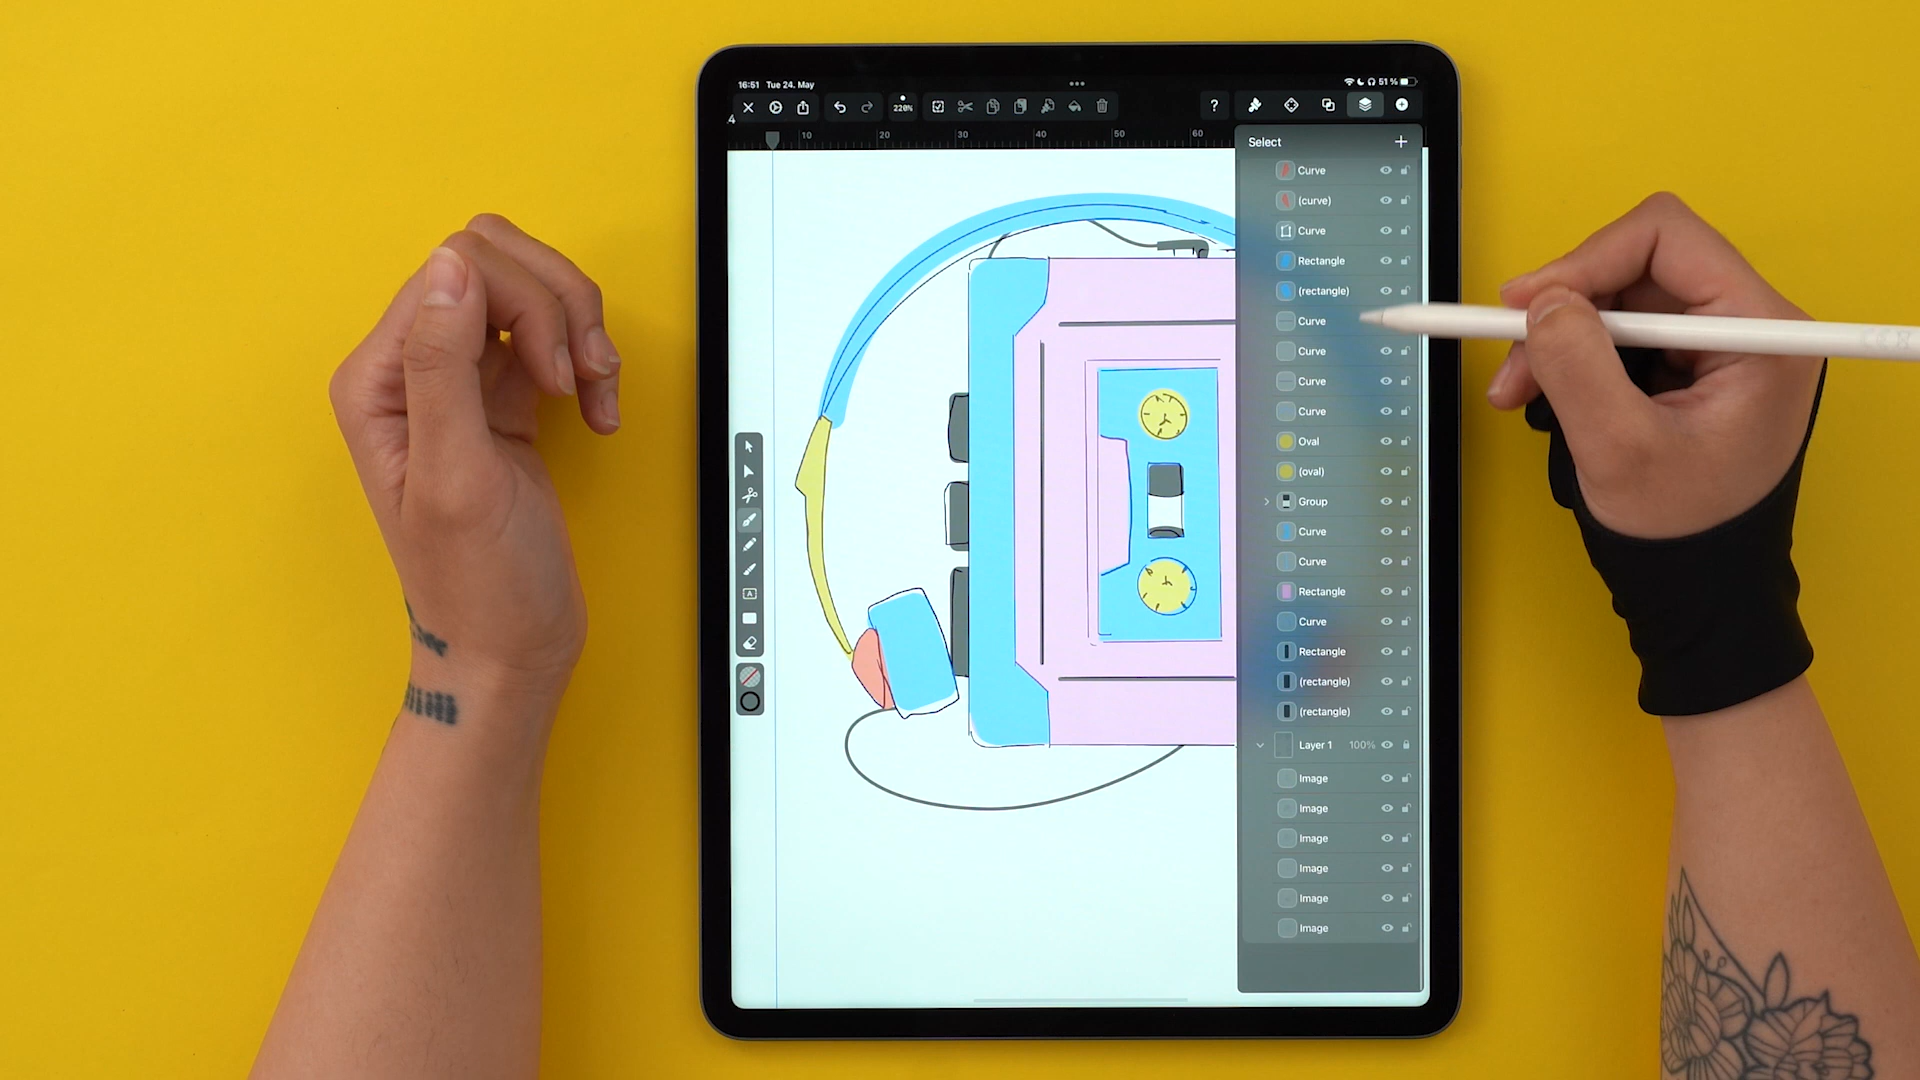 16:51 Tue 24. May
51 %
220%
?
4
10 20 30 40 50 60
Select
Curve
(curve)
Curve
Rectangle
(rectangle)
Curve
Curve
Curve
Curve
Oval
(oval)
Group
Curve
Curve
Rectangle
Curve
Rectangle
(rectangle)
(rectangle)
Layer 1 100%
Image
Image
Image
Image
Image
Image
A